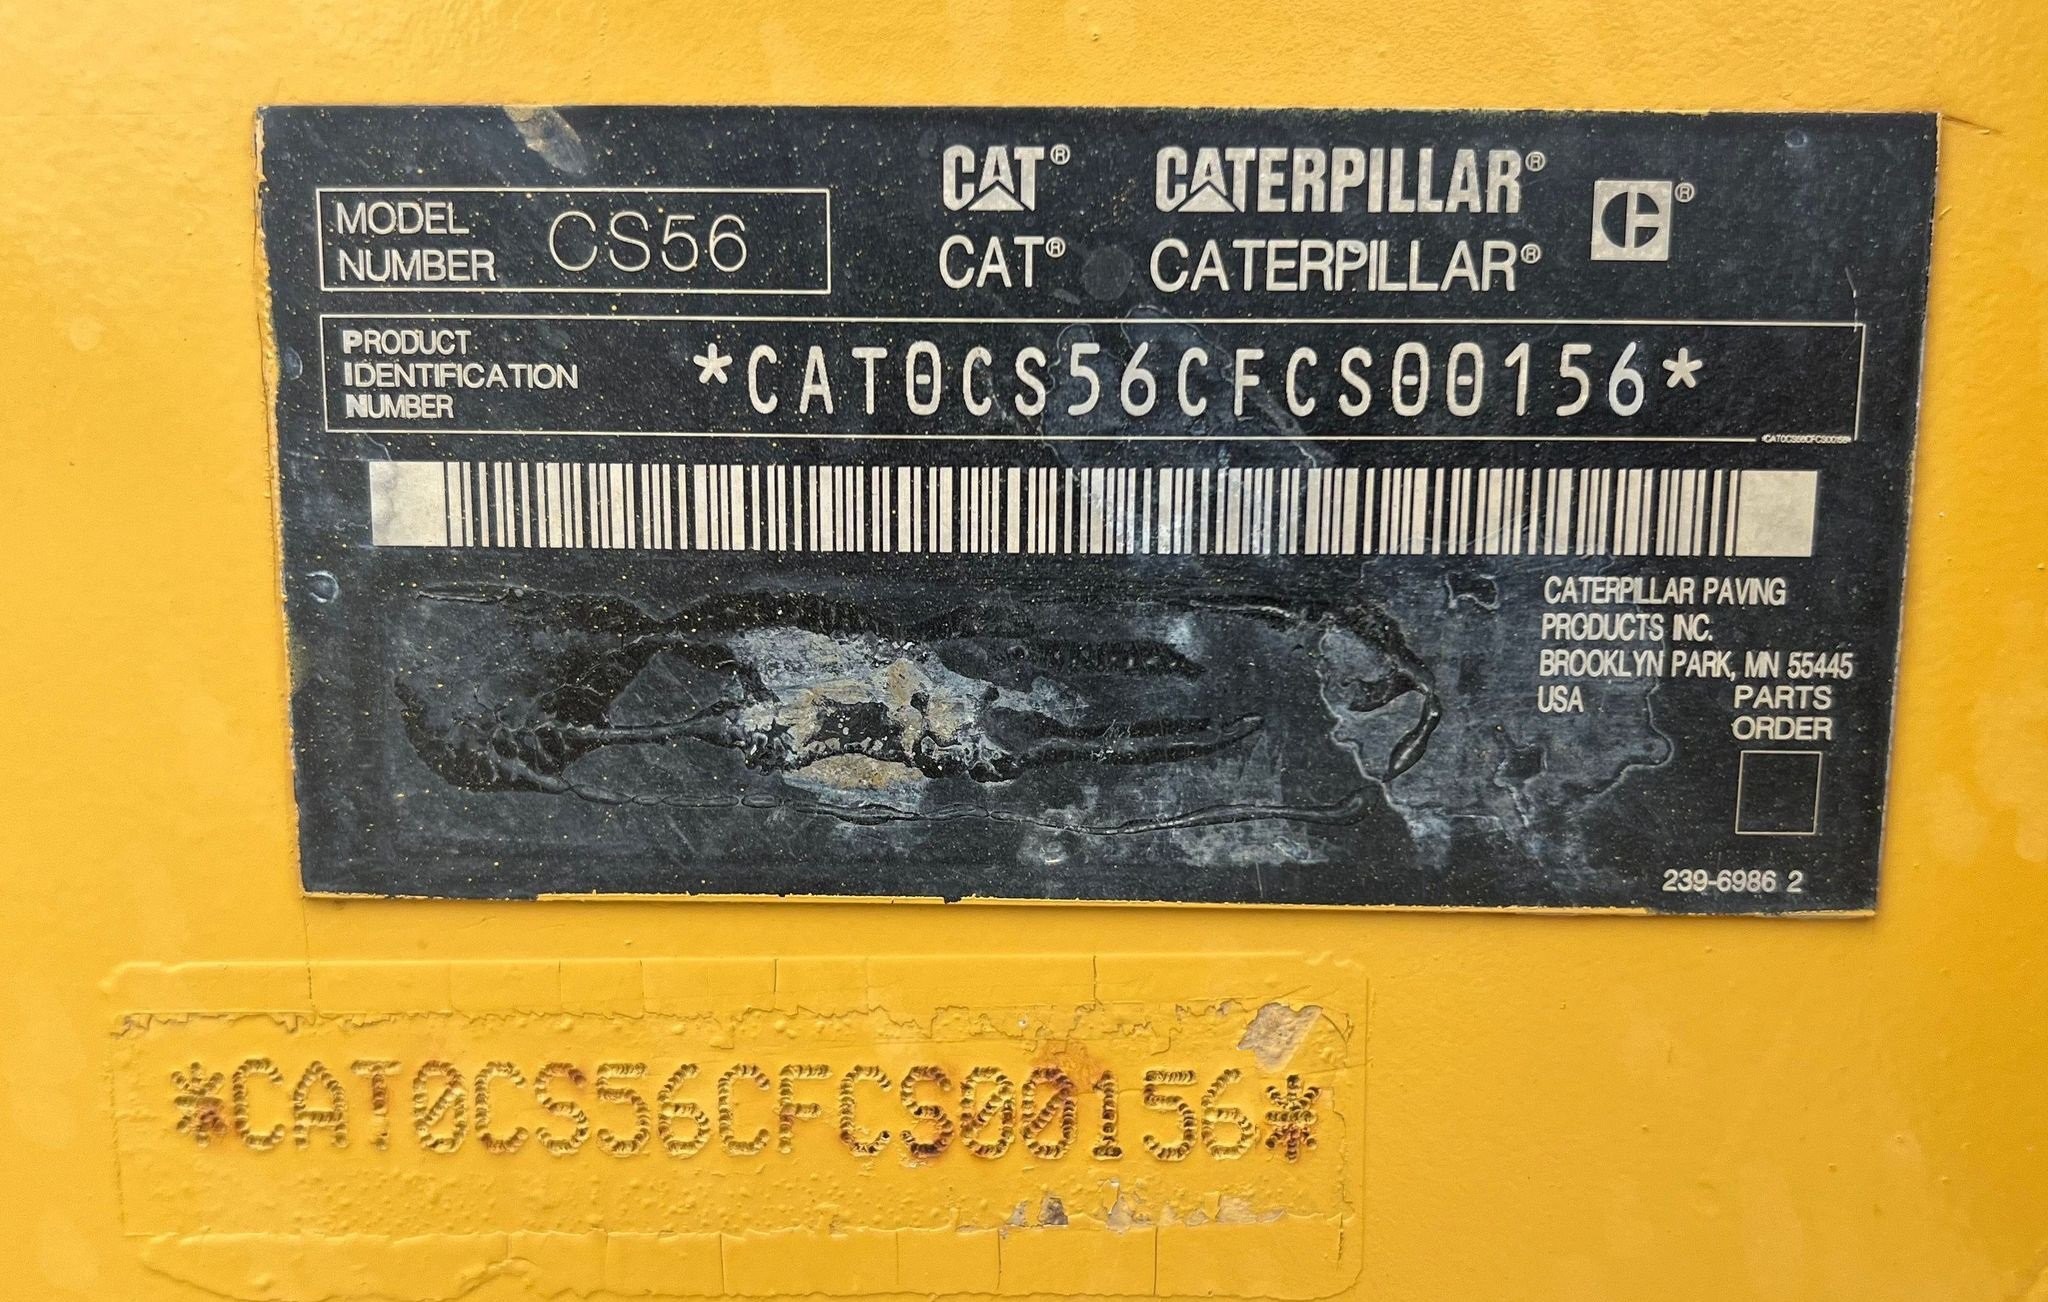 MODEL NUMBER CS56
CAT® CATERPILLAR® ®
CAT® CATERPILLAR®
PRODUCT
IDENTIFICATION
NUMBER
*CAT0CS56CFCS00156*
*CAT0CS56CFCS00156*
CATERPILLAR PAVING
PRODUCTS INC.
BROOKLYN PARK, MN 55445
USA
PARTS
ORDER
239-6986 2
*CAT0CS56CFCS00156*